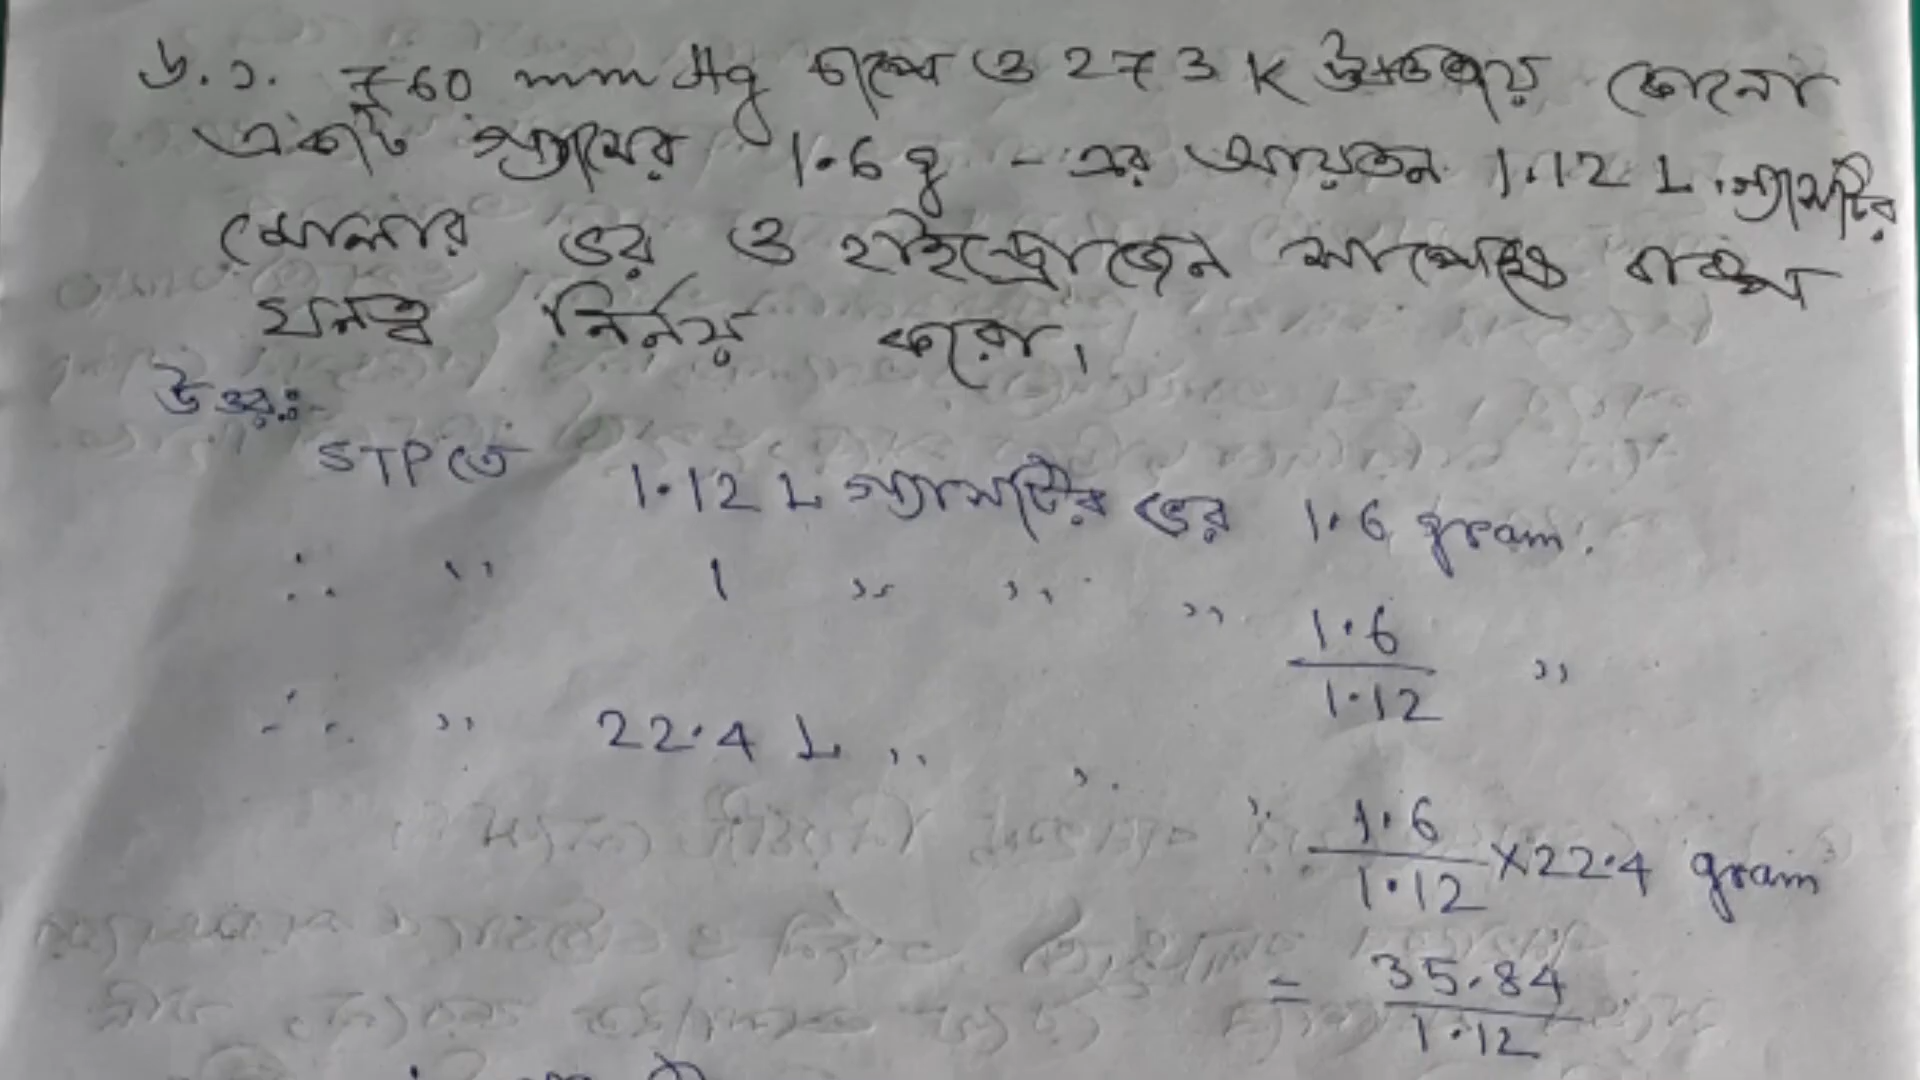 ৬.১. 760 mm Hg চাপে ও 273 K উষ্ণতায় কোনো
একটি গ্যাসের 1.6 g -এর আয়তন 1.12 L. গ্যাসটির
মোলার ভর ও হাইড্রোজেন সাপেক্ষে বাষ্প
ঘনত্ব নির্নয় করো।
উত্তর:-
STP তে 1.12 L গ্যাসটির ভর 1.6 gram.
∴ ,, 1 ,, ,, ,, 1.6/1.12 ,,
∴ ,, 22.4 L ,, ,, ,, 1.6/1.12 ×22.4 gram
= 35.84/1.12